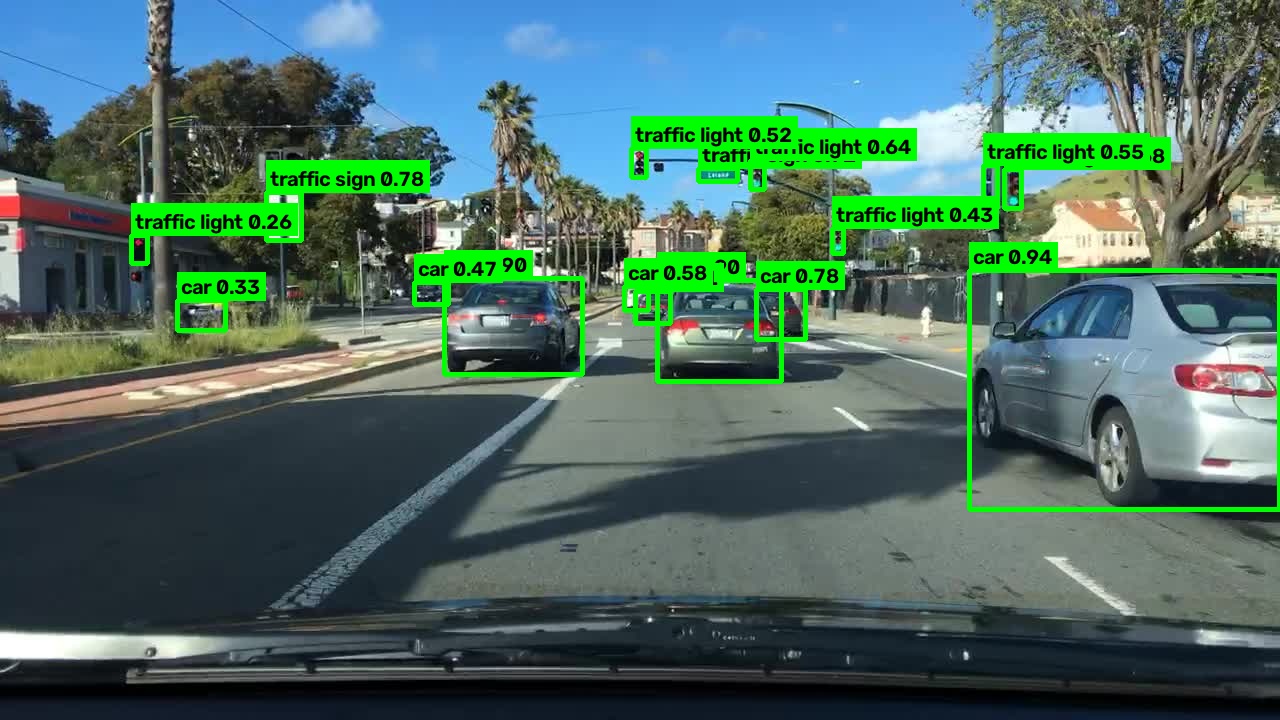 traffic light 0.52
traffic light 0.64
traffic light 0.55
traffic sign 0.78
traffic light 0.26
traffic light 0.43
car 0.94
car 0.47
90
car 0.58
car 0.78
car 0.33